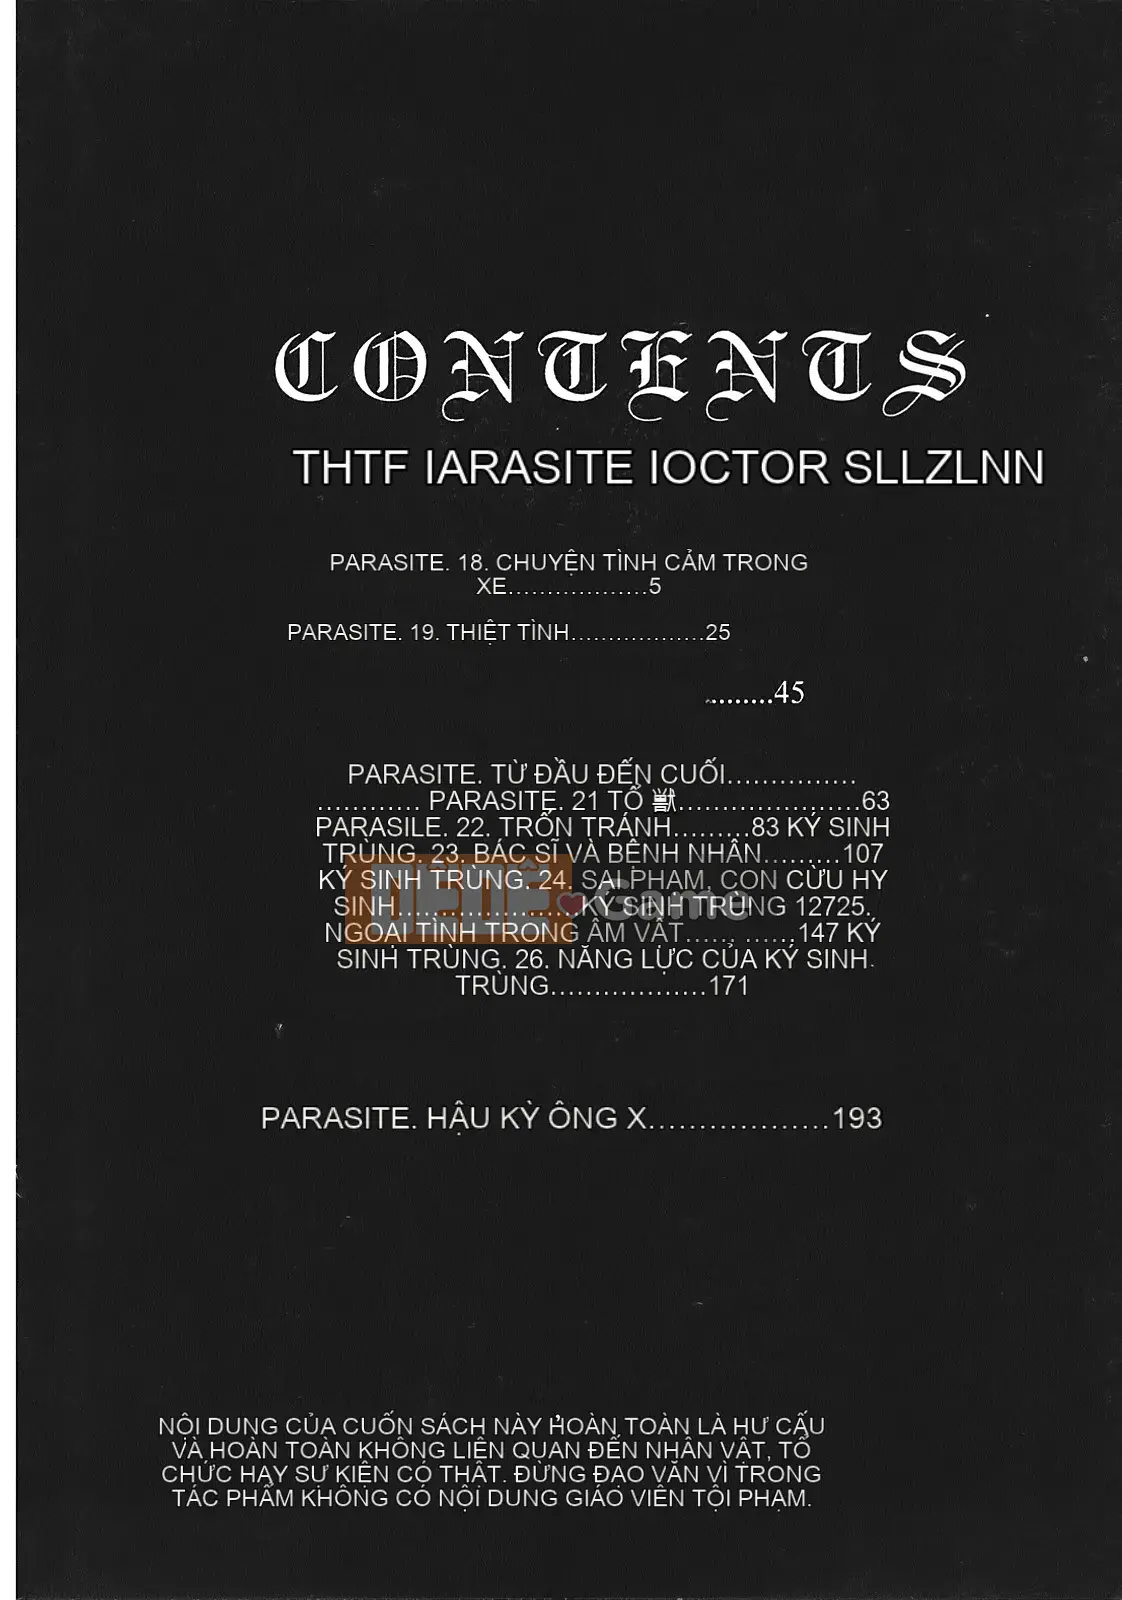 CONTENTS
THTF IARASITE IOCTOR SLLZLNN
PARASITE. 18. CHUYỆN TÌNH CẢM TRONG
XE..................5
PARASITE. 19. THIỆT TÌNH..................25
.........45
PARASITE. TỪ ĐẦU ĐẾN CUỐI...............
............ PARASITE. 21 TỔ 獣.....................63
PARASILE. 22. TRỐN TRÁNH.........83 KÝ SINH
TRÙNG. 23. BÁC SĨ VÀ BỆNH NHÂN.........107
KÝ SINH TRÙNG. 24. SAI PHẠM, CON CỪU HY
SINH.....................KÝ SINH TRÙNG 12725.
NGOẠI TÌNH TRONG ÂM VẬT...... ......147 KÝ
SINH TRÙNG. 26. NĂNG LỰC CỦA KÝ SINH
TRÙNG..................171
DÊDÊ Game
PARASITE. HẬU KỲ ÔNG X..................193
NỘI DUNG CỦA CUỐN SÁCH NÀY HOÀN TOÀN LÀ HƯ CẤU
VÀ HOÀN TOÀN KHÔNG LIÊN QUAN ĐẾN NHÂN VẬT, TỔ
CHỨC HAY SỰ KIỆN CÓ THẬT. ĐỪNG ĐẠO VĂN VÌ TRONG
TÁC PHẨM KHÔNG CÓ NỘI DUNG GIÁO VIÊN TỘI PHẠM.